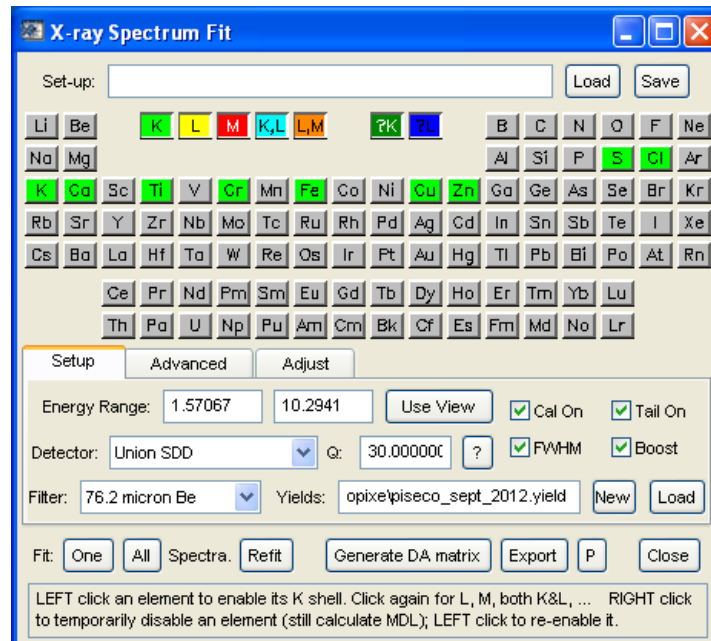 X-ray Spectrum Fit
Set-up: Load Save
Li Be K L M K,L L,M ?K ?L B C N O F Ne
Na Mg Al Si P S Cl Ar
K Ca Sc Ti V Cr Mn Fe Co Ni Cu Zn Ga Ge As Se Br Kr
Rb Sr Y Zr Nb Mo Tc Ru Rh Pd Ag Cd In Sn Sb Te I Xe
Cs Ba La Hf Ta W Re Os Ir Pt Au Hg Tl Pb Bi Po At Rn
Ce Pr Nd Pm Sm Eu Gd Tb Dy Ho Er Tm Yb Lu
Th Pa U Np Pu Am Cm Bk Cf Es Fm Md No Lr
Setup Advanced Adjust
Energy Range: 1.57067 10.2941 Use View Cal On Tail On
Detector: Union SDD Q: 30.000000 ? FWHM Boost
Filter: 76.2 micron Be Yields: opixe\piseco_sept_2012.yield New Load
Fit: One All Spectra. Refit Generate DA matrix Export P Close
LEFT click an element to enable its K shell. Click again for L, M, both K&L, ... RIGHT click
to temporarily disable an element (still calculate MDL); LEFT click to re-enable it.